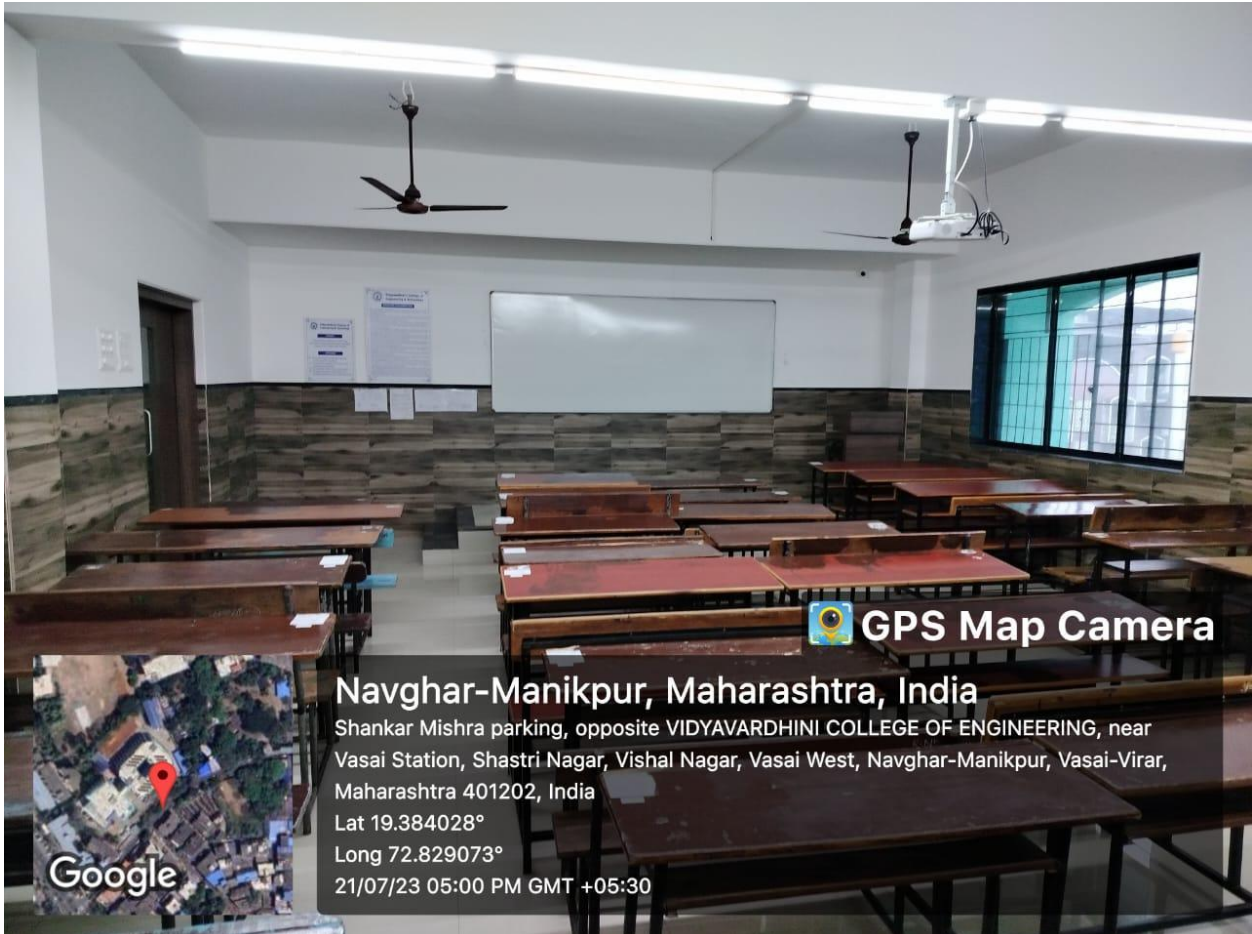 GPS Map Camera
Navghar-Manikpur, Maharashtra, India
Shankar Mishra parking, opposite VIDYAVARDHINI COLLEGE OF ENGINEERING, near
Vasai Station, Shastri Nagar, Vishal Nagar, Vasai West, Navghar-Manikpur, Vasai-Virar,
Maharashtra 401202, India
Lat 19.384028°
Long 72.829073°
21/07/23 05:00 PM GMT +05:30
Google